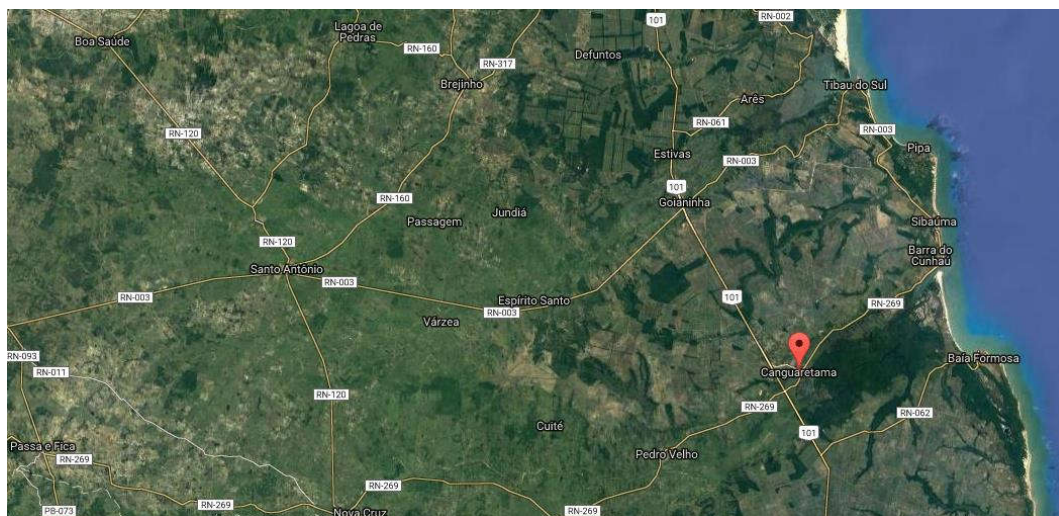 RN-002
101
Lagoa de
Pedras
Boa Saúde
RN-160
Defuntos
RN-317
Brejinho
Tibau do Sul
Arês
RN-061
RN-120
RN-003
Estivas
Pipa
RN-003
101
RN-160
Goianinha
Jundiá
Passagem
Sibaúma
RN-120
Barra do
Cunhaú
Santo Antônio
RN-003
RN-003
101
Espírito Santo
RN-269
RN-003
Várzea
RN-093
Baía Formosa
RN-011
Canguaretama
RN-120
RN-269
RN-062
Cuité
101
Passa e Fica
Pedro Velho
RN-269
RN-269
RN-269
PB-073
Nova Cruz